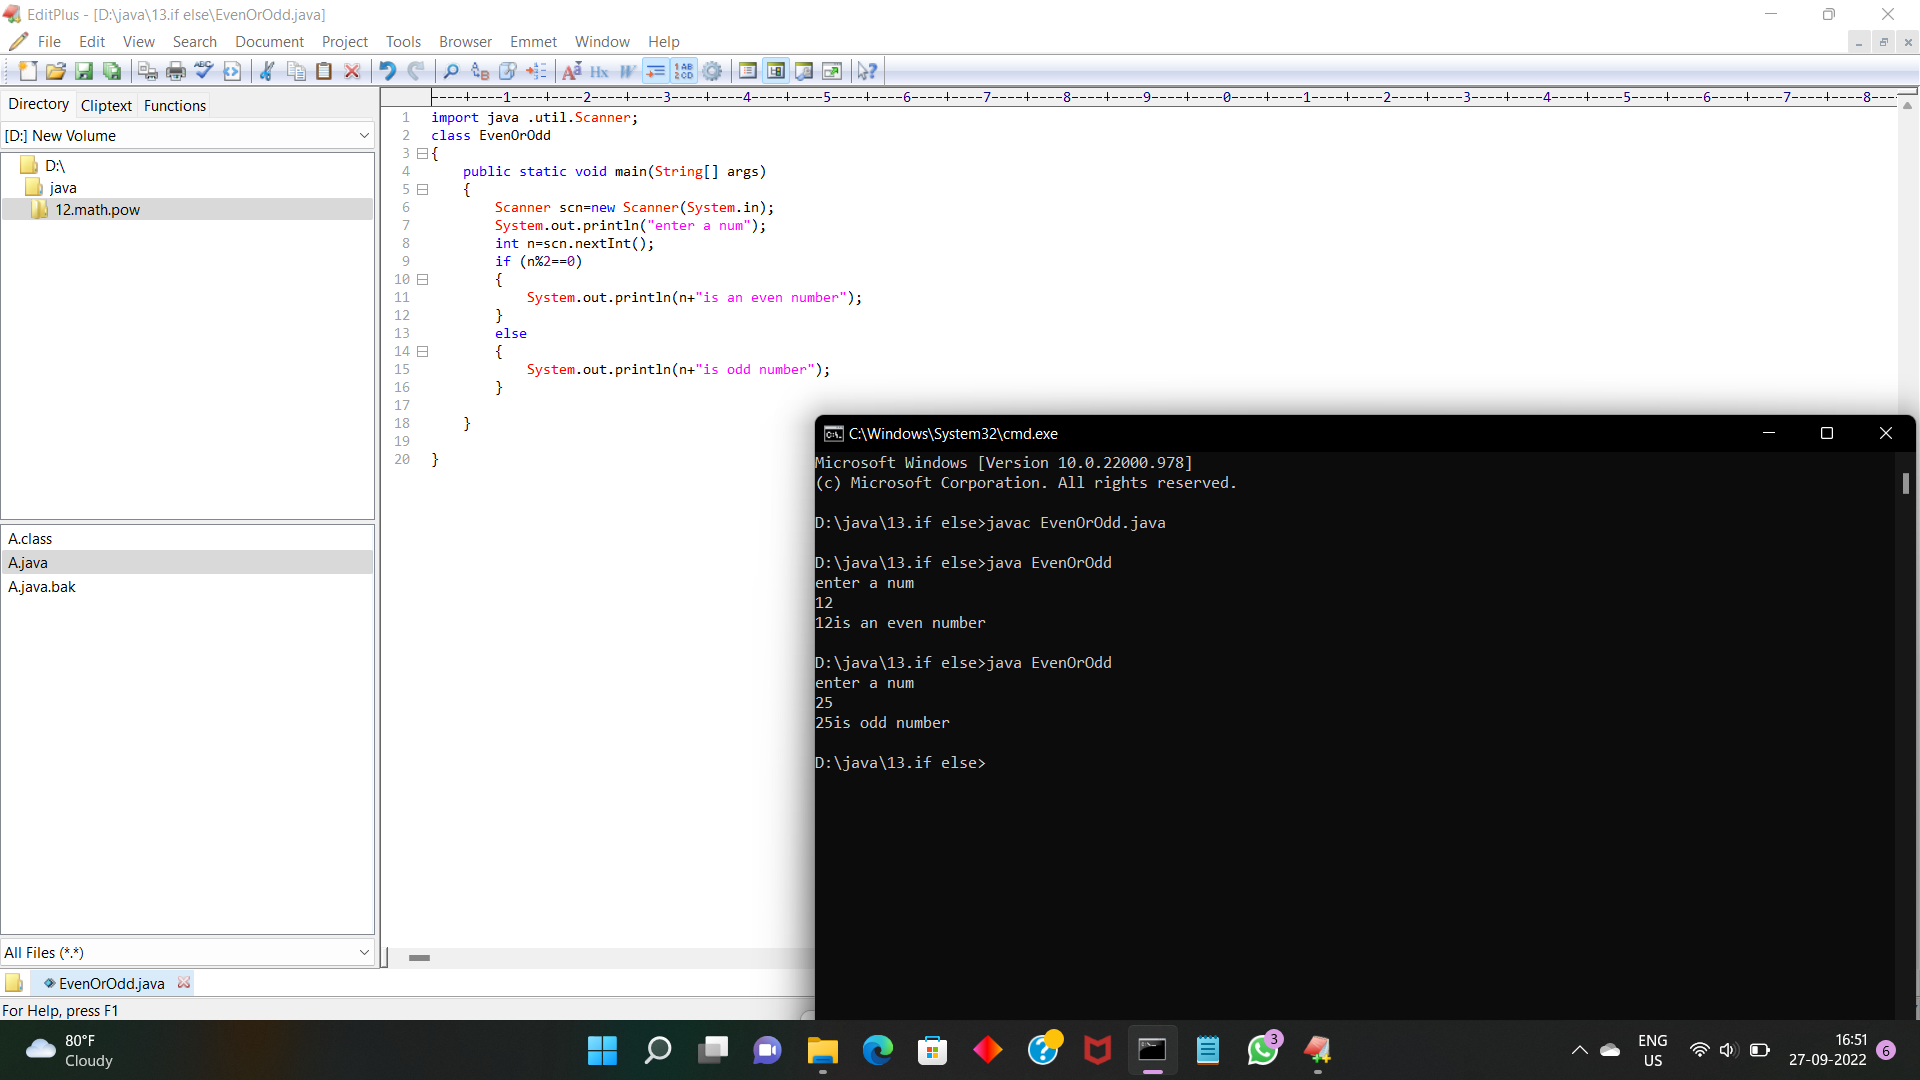 EditPlus - [D:\java\13.if else\EvenOrOdd.java]
File Edit View Search Document Project Tools Browser Emmet Window Help
Directory Cliptext Functions
[D:] New Volume
D:\
java
12.math.pow
A.class
A.java
A.java.bak
All Files (*.*)
----+----1----+----2----+----3----+----4----+----5----+----6----+----7----+----8----+----9----+----0----+----1----+----2----+----3----+----4----+----5----+----6----+----7----+----8---
1 import java .util.Scanner;
2 class EvenOrOdd
3 {
4 public static void main(String[] args)
5 {
6 Scanner scn=new Scanner(System.in);
7 System.out.println("enter a num");
8 int n=scn.nextInt();
9 if (n%2==0)
10 {
11 System.out.println(n+"is an even number");
12 }
13 else
14 {
15 System.out.println(n+"is odd number");
16 }
17
18 }
19
20 }
C:\Windows\System32\cmd.exe
Microsoft Windows [Version 10.0.22000.978]
(c) Microsoft Corporation. All rights reserved.
D:\java\13.if else>javac EvenOrOdd.java
D:\java\13.if else>java EvenOrOdd
enter a num
12
12is an even number
D:\java\13.if else>java EvenOrOdd
enter a num
25
25is odd number
D:\java\13.if else>
EvenOrOdd.java
For Help, press F1
80°F
Cloudy
3
ENG
US
16:51
27-09-2022
6